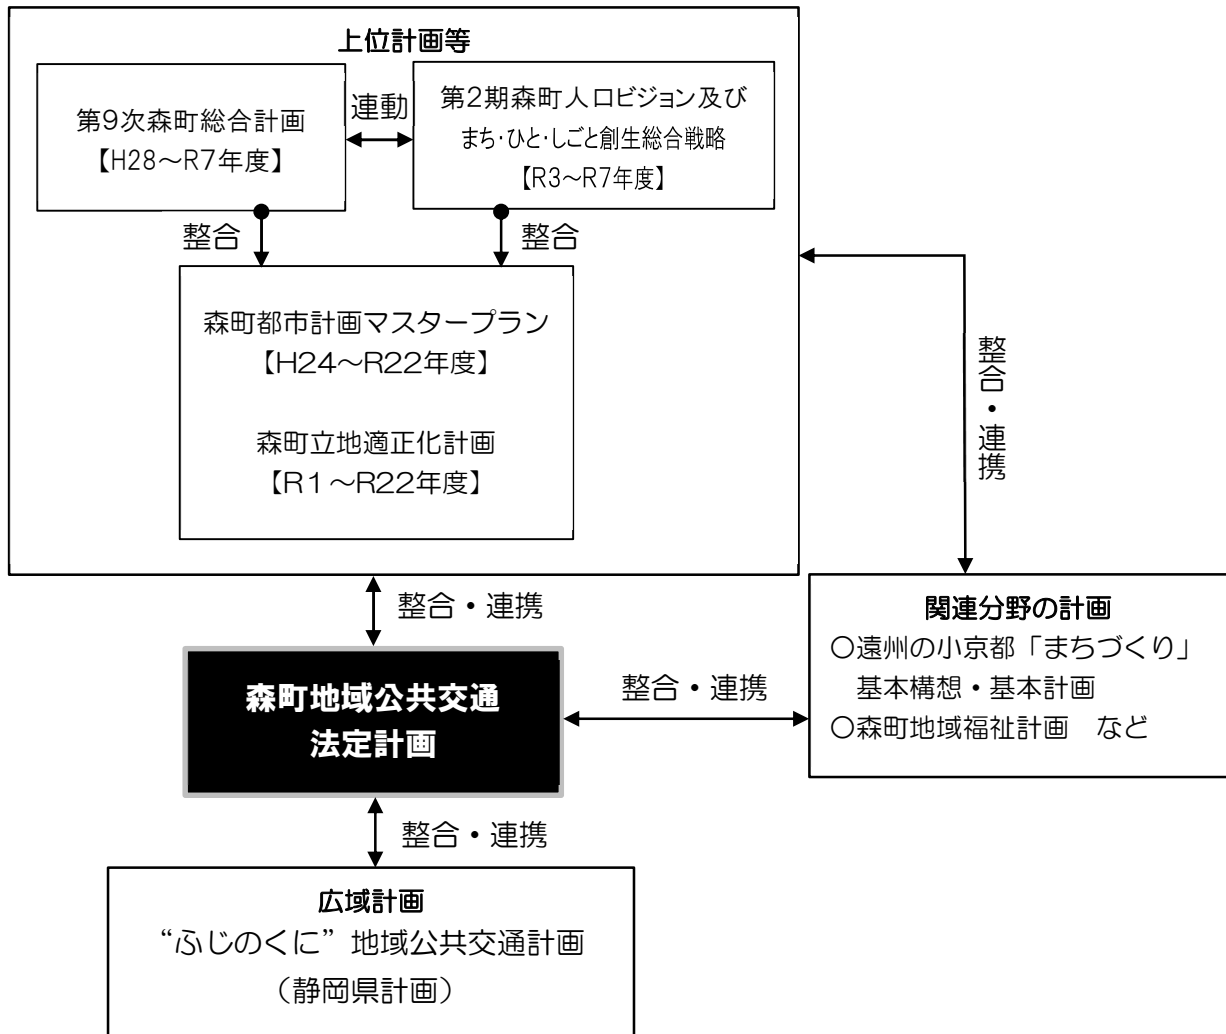 上位計画等
第9次森町総合計画
【H28～R7年度】
連動
第2期森町人口ビジョン及び
まち・ひと・しごと創生総合戦略
【R3～R7年度】
整合
整合
森町都市計画マスタープラン
【H24～R22年度】
森町立地適正化計画
【R1～R22年度】
整合・連携
整合・連携
森町地域公共交通
法定計画
整合・連携
関連分野の計画
○遠州の小京都「まちづくり」
基本構想・基本計画
○森町地域福祉計画　など
整合・連携
広域計画
“ふじのくに”地域公共交通計画
（静岡県計画）